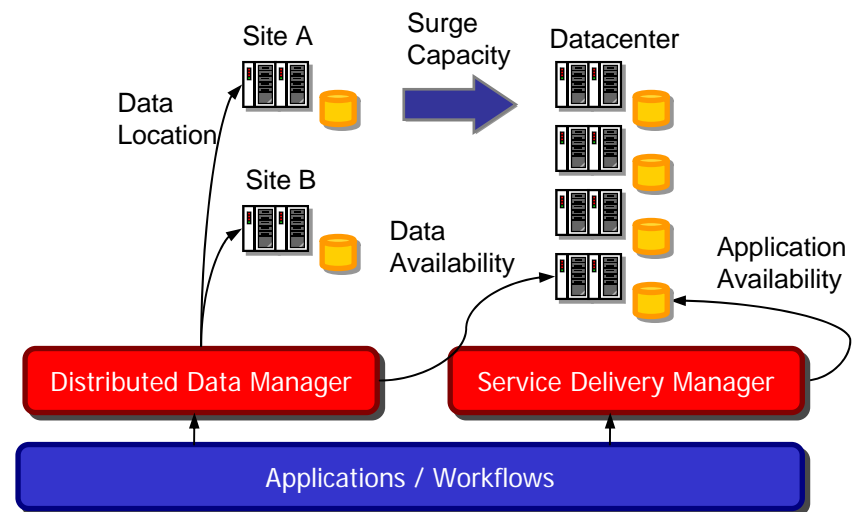 Site A
Surge
Capacity
Datacenter
Data
Location
Site B
Data
Availability
Application
Availability
Distributed Data Manager
Service Delivery Manager
Applications / Workflows